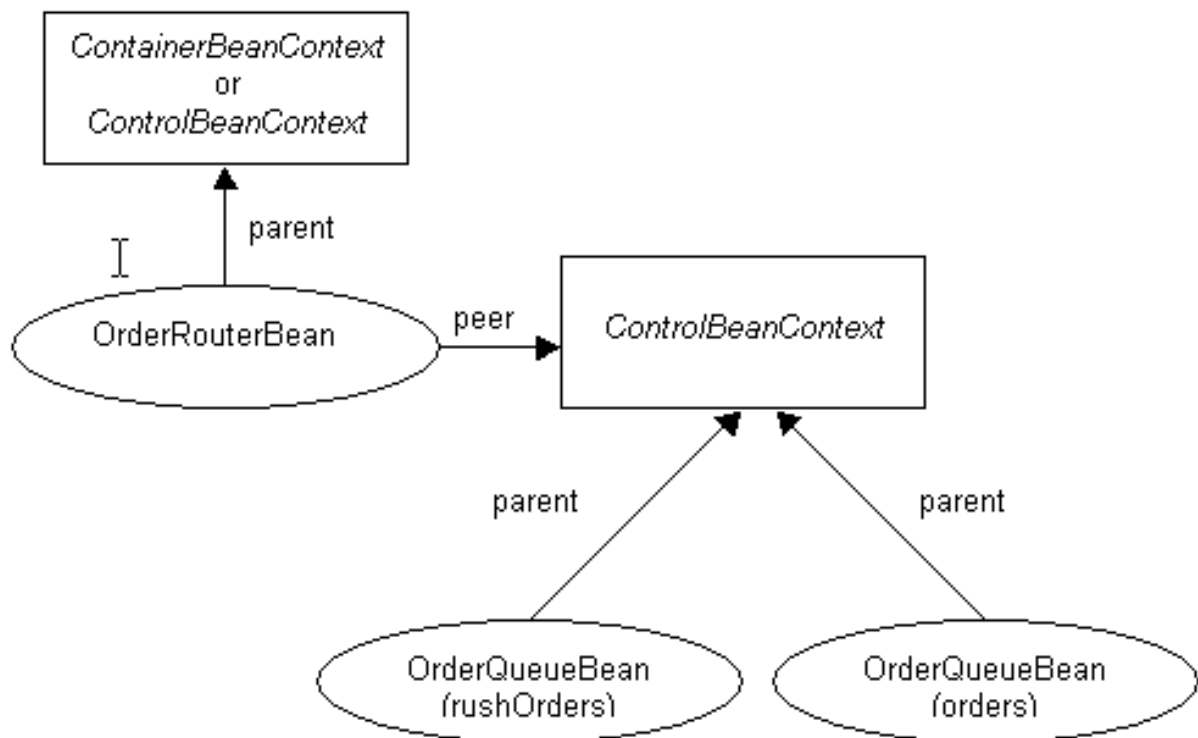 ContainerBeanContext
or
ControlBeanContext
parent
OrderRouterBean
peer
ControlBeanContext
parent
parent
OrderQueueBean
(rushOrders)
OrderQueueBean
(orders)